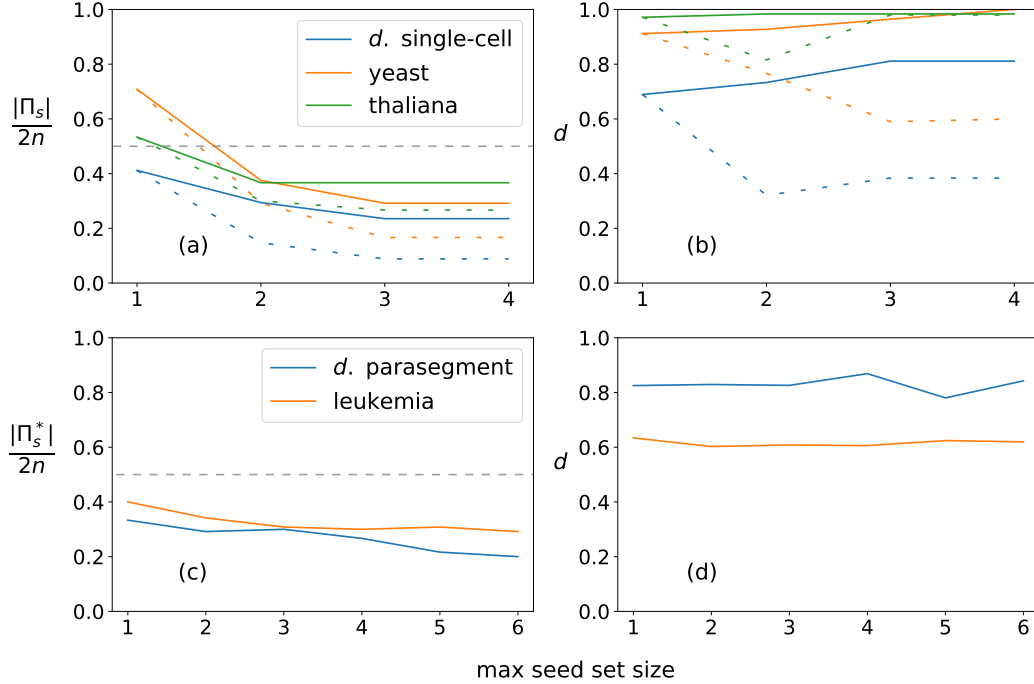 1.0
0.8
0.6
0.4
0.2
0.0
|Π_s|
2n
d. single-cell
yeast
thaliana
(a)
1 2 3 4
1.0
0.8
0.6
0.4
0.2
0.0
d
(b)
1 2 3 4
1.0
0.8
0.6
0.4
0.2
0.0
|Π_s^*|
2n
d. parasegment
leukemia
(c)
1 2 3 4 5 6
1.0
0.8
0.6
0.4
0.2
0.0
d
(d)
1 2 3 4 5 6
max seed set size